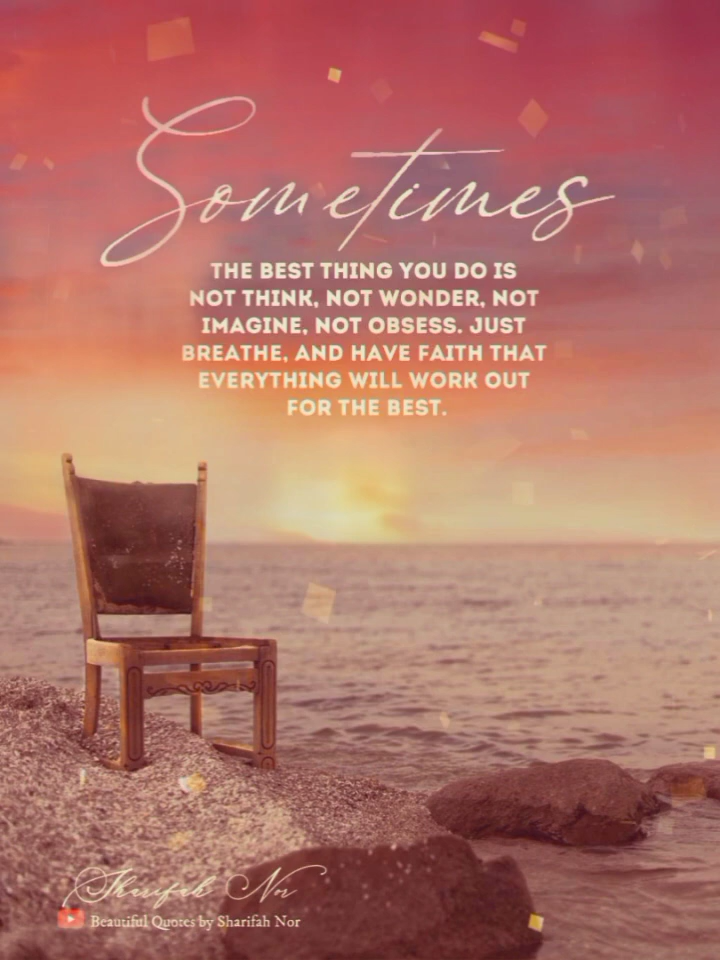 Sometimes
THE BEST THING YOU DO IS
NOT THINK, NOT WONDER, NOT
IMAGINE, NOT OBSESS. JUST
BREATHE, AND HAVE FAITH THAT
EVERYTHING WILL WORK OUT
FOR THE BEST.
Sharifah Nor
Beautiful Quotes by Sharifah Nor